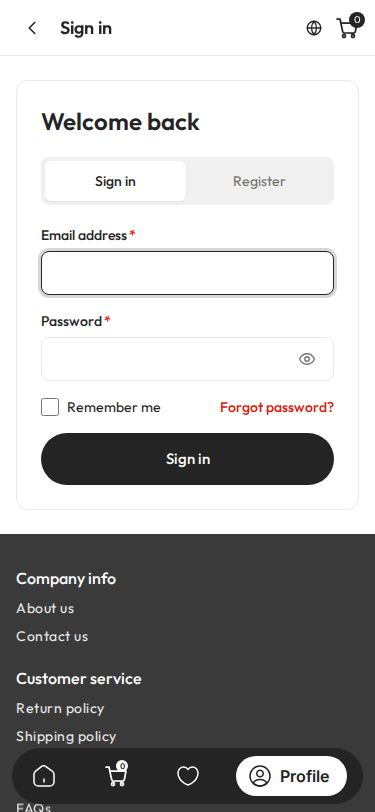 Sign in
0
Welcome back
Sign in
Register
Email address *
Password *
Remember me
Forgot password?
Sign in
Company info
About us
Contact us
Customer service
Return policy
Shipping policy
0
Profile
FAQs